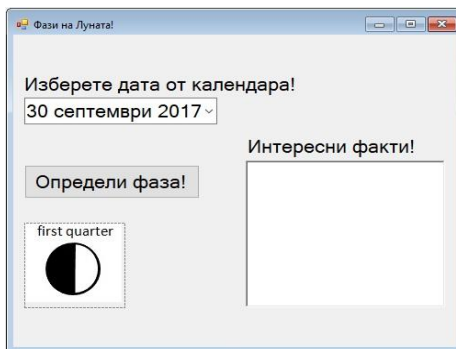 Фази на Луната!
Изберете дата от календара!
30 септември 2017
Интересни факти!
Определи фаза!
first quarter